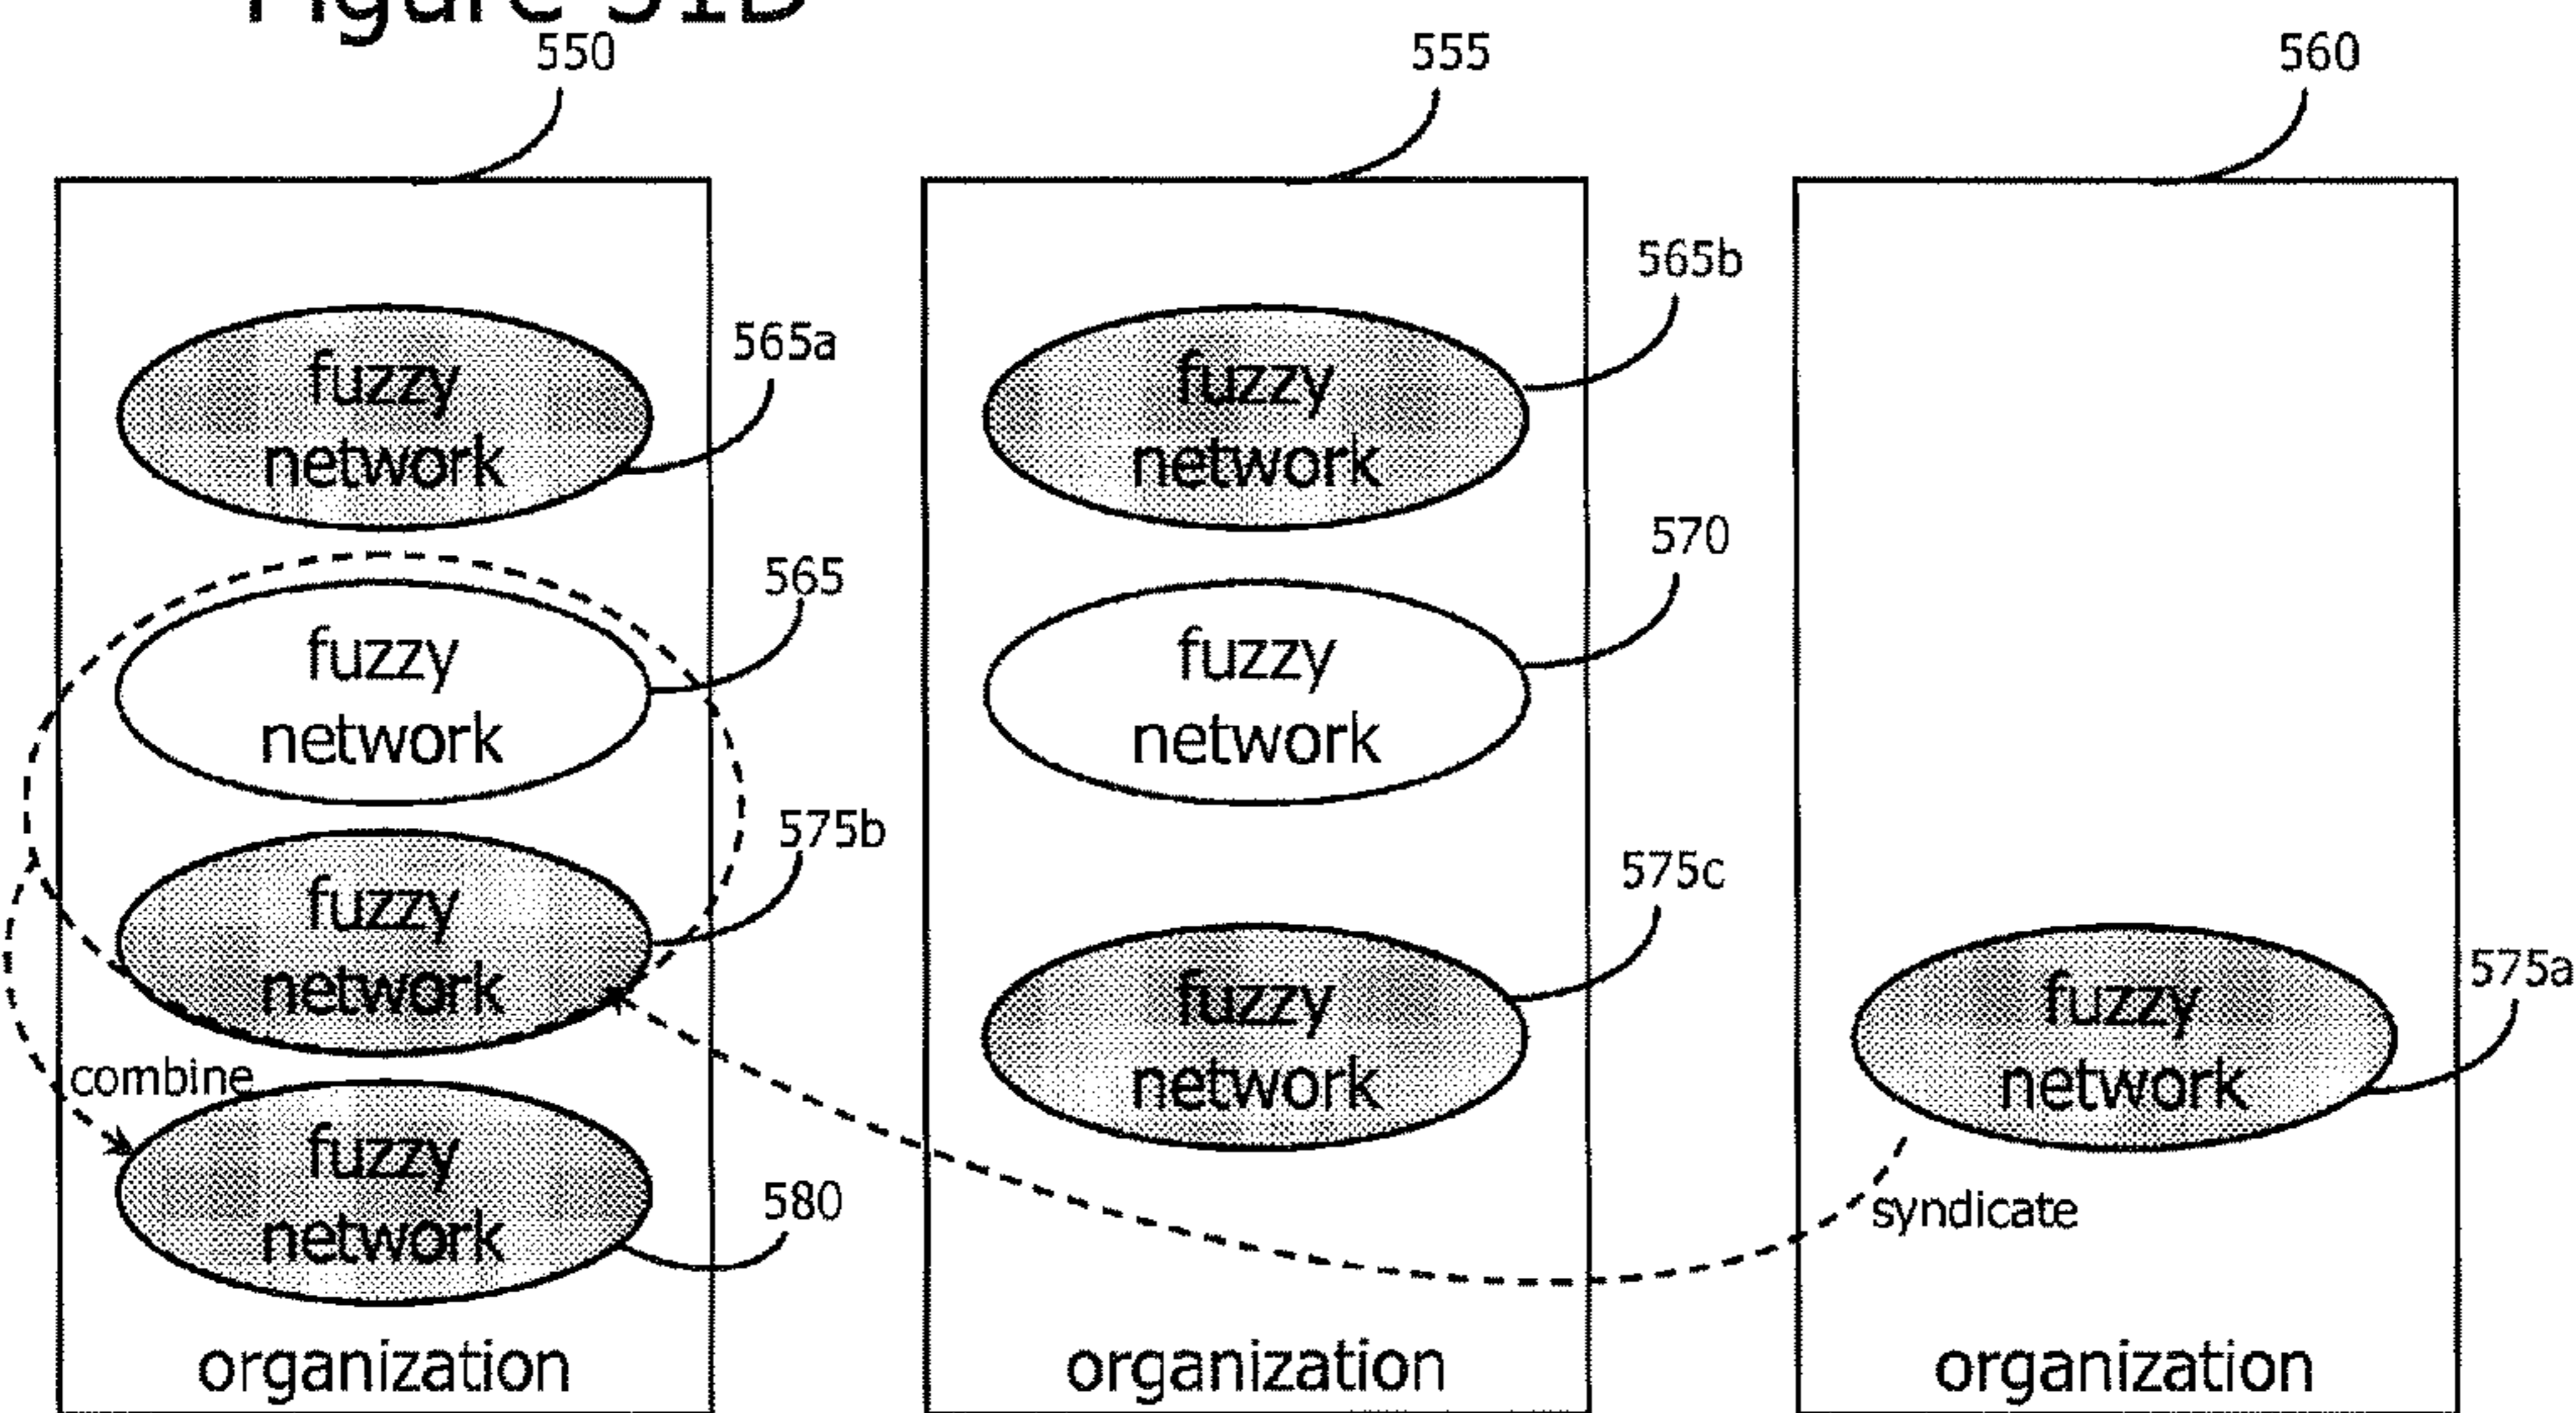 550
555
560
fuzzy
network
565a
fuzzy
network
565b
fuzzy
network
565
fuzzy
network
570
fuzzy
network
575b
fuzzy
network
575c
fuzzy
network
575a
combine
fuzzy
network
580
syndicate
organization
organization
organization